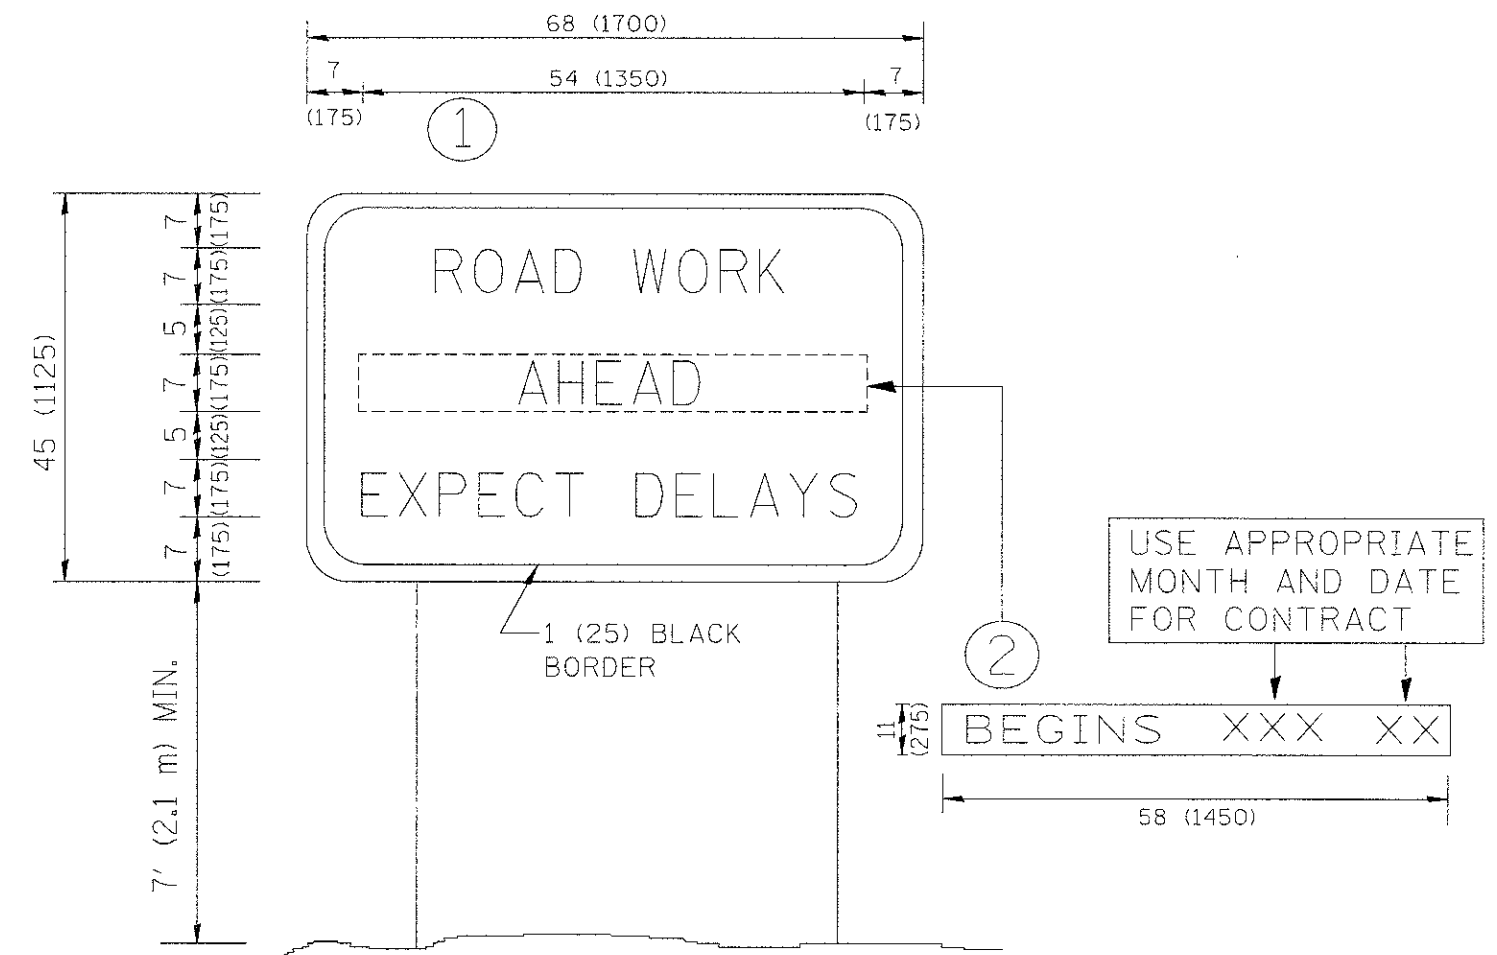 68 (1700)
7
54 (1350)
7
(175)
(175)
1
45 (1125)
7
(175)
7
(175)
5
(125)
7
(175)
5
(125)
7
(175)
7
(175)
ROAD WORK
AHEAD
EXPECT DELAYS
1 (25) BLACK
BORDER
7' (2.1 m) MIN.
2
USE APPROPRIATE
MONTH AND DATE
FOR CONTRACT
11
(275)
BEGINS XXX XX
58 (1450)